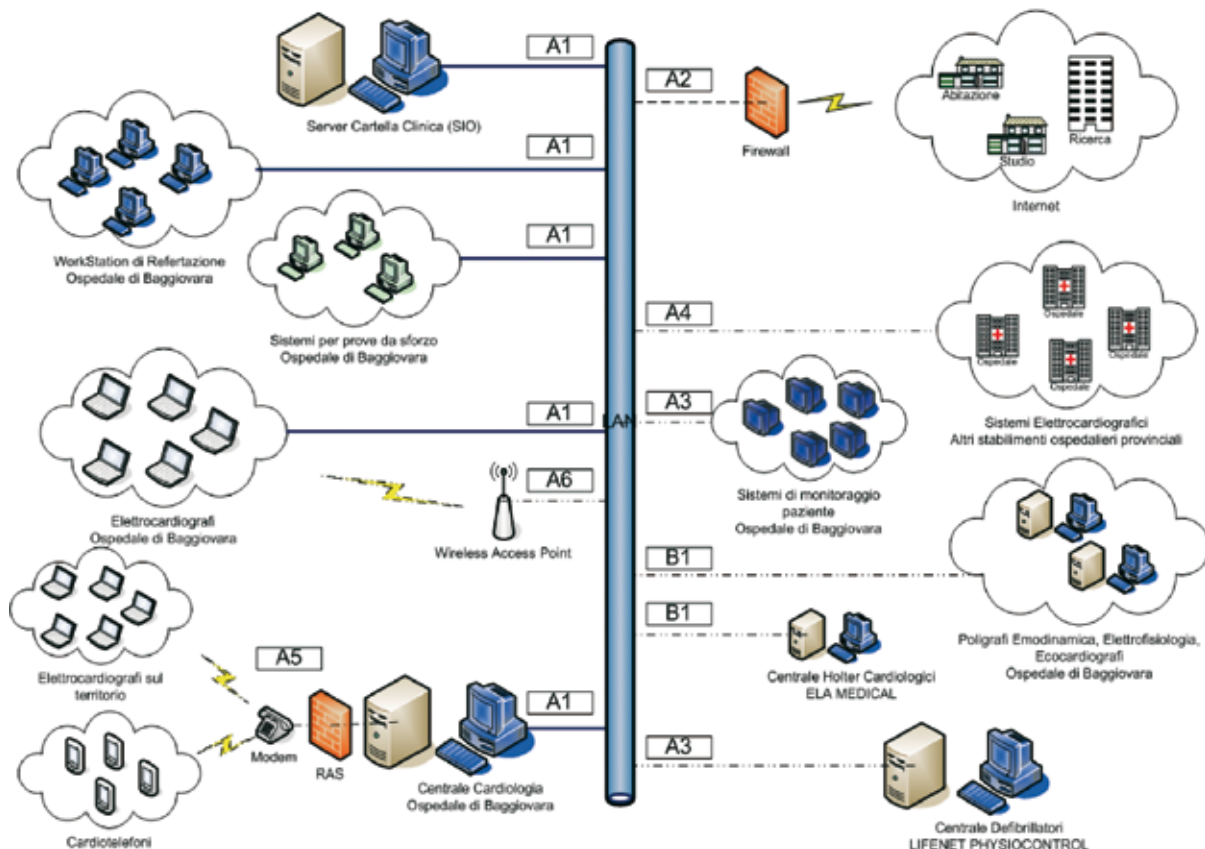 A1
Server Cartella Clinica (SIO)
A1
WorkStation di Refertazione
Ospedale di Baggiovara
A1
Sistemi per prove da sforzo
Ospedale di Baggiovara
A1
Elettrocardiografi
Ospedale di Baggiovara
A6
Wireless Access Point
Elettrocardiografi sul
territorio
A5
Modem
RAS
Cardiotelefoni
A1
Centrale Cardiologia
Ospedale di Baggiovara
LAN
A2
Firewall
Abitazione
Studio
Ricerca
Internet
A4
Ospedale
Ospedale
Ospedale
Ospedale
Sistemi Elettrocardiografici
Altri stabilimenti ospedalieri provinciali
A3
Sistemi di monitoraggio
paziente
Ospedale di Baggiovara
B1
Poligrafi Emodinamica, Elettrofisiologia,
Ecocardiografi
Ospedale di Baggiovara
B1
Centrale Holter Cardiologici
ELA MEDICAL
A3
Centrale Defibrillatori
LIFENET PHYSIOCONTROL